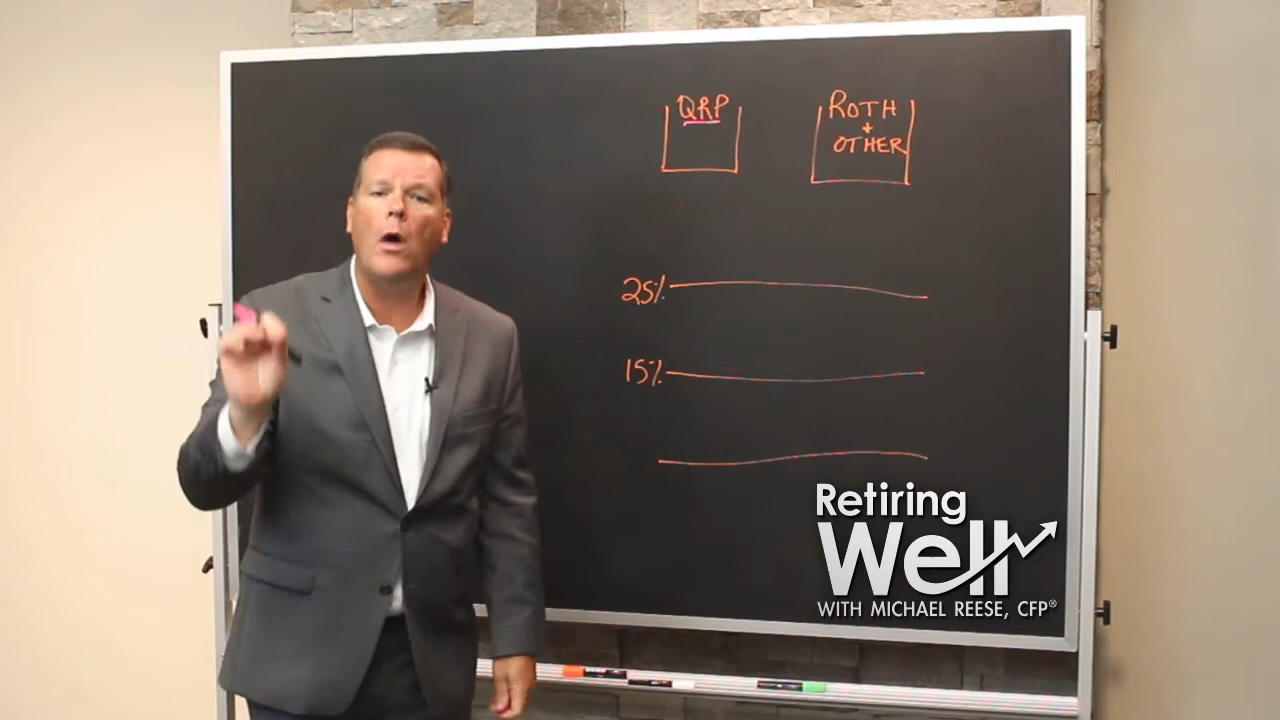 QRP
ROTH
+
OTHER
25%
15%
Retiring
Well
WITH MICHAEL REESE, CFP®